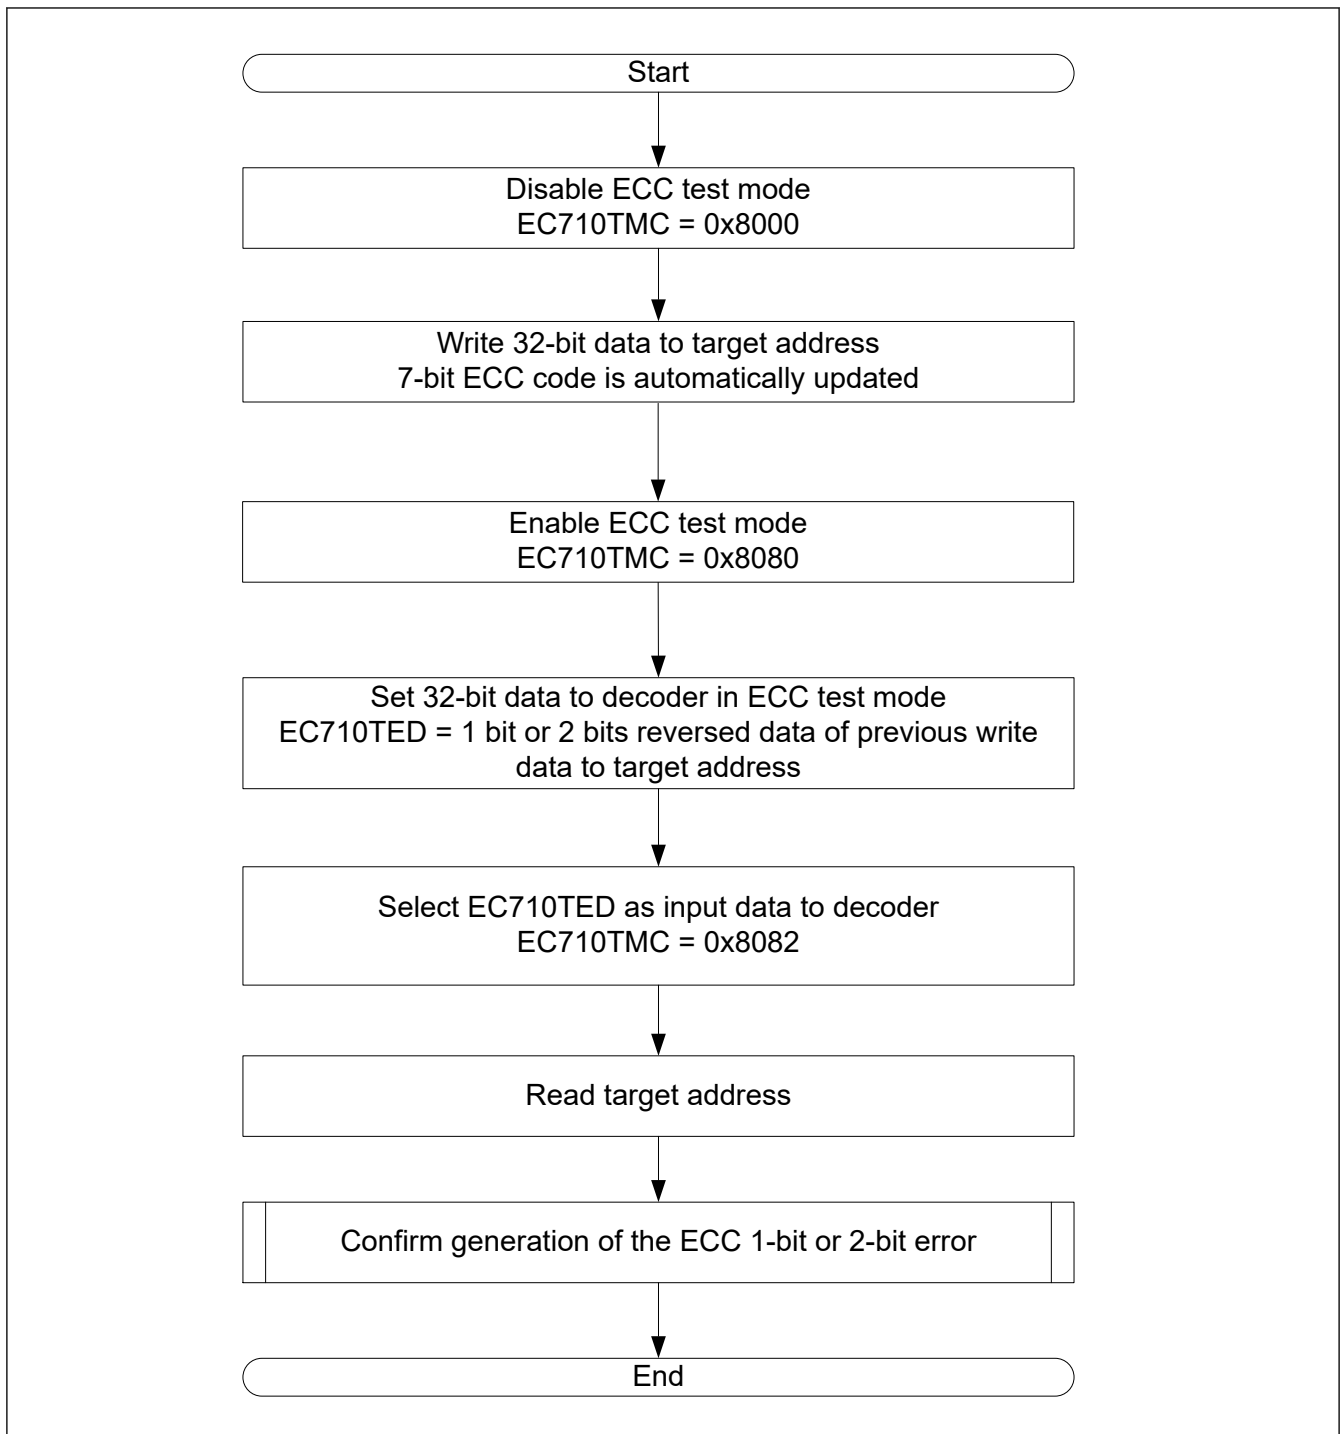 Start
Disable ECC test mode
EC710TMC = 0x8000
Write 32-bit data to target address
7-bit ECC code is automatically updated
Enable ECC test mode
EC710TMC = 0x8080
Set 32-bit data to decoder in ECC test mode
EC710TED = 1 bit or 2 bits reversed data of previous write
data to target address
Select EC710TED as input data to decoder
EC710TMC = 0x8082
Read target address
Confirm generation of the ECC 1-bit or 2-bit error
End